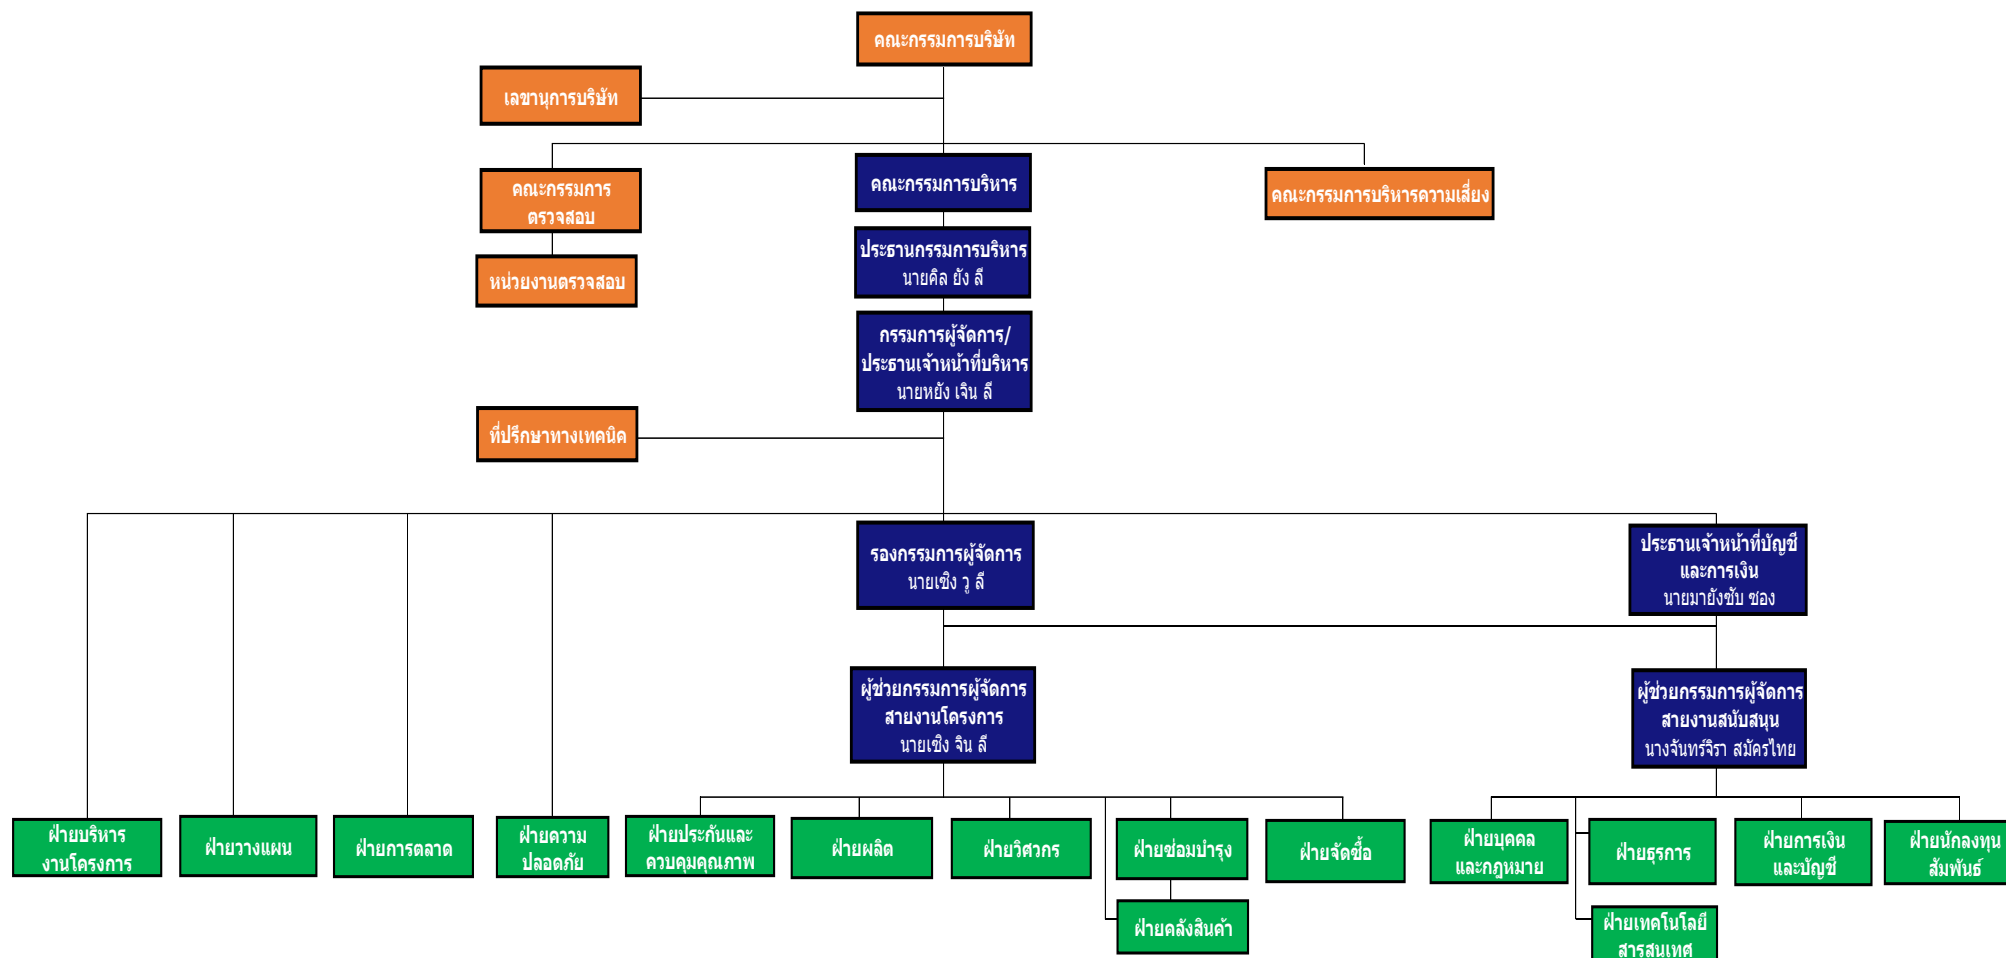 คณะกรรมการบริษัท
เลขานุการบริษัท
คณะกรรมการ
ตรวจสอบ
คณะกรรมการบริหาร
คณะกรรมการบริหารความเสี่ยง
หน่วยงานตรวจสอบ
ประธานกรรมการบริหาร
นายคิล ยัง ลี
กรรมการผู้จัดการ/
ประธานเจ้าหน้าที่บริหาร
นายหยัง เจิน ลี
ที่ปรึกษาทางเทคนิค
รองกรรมการผู้จัดการ
นายเชิง วู ลี
ประธานเจ้าหน้าที่บัญชี
และการเงิน
นายมายังซับ ซอง
ผู้ช่วยกรรมการผู้จัดการ
สายงานโครงการ
นายเซิง จิน ลี
ผู้ช่วยกรรมการผู้จัดการ
สายงานสนับสนุน
นางจันทร์จิรา สมัครไทย
ฝ่ายบริหาร
งานโครงการ
ฝ่ายวางแผน
ฝ่ายการตลาด
ฝ่ายความ
ปลอดภัย
ฝ่ายประกันและ
ควบคุมคุณภาพ
ฝ่ายผลิต
ฝ่ายวิศวกร
ฝ่ายซ่อมบำรุง
ฝ่ายจัดซื้อ
ฝ่ายบุคคล
และกฎหมาย
ฝ่ายธุรการ
ฝ่ายการเงิน
และบัญชี
ฝ่ายนักลงทุน
สัมพันธ์
ฝ่ายคลังสินค้า
ฝ่ายเทคโนโลยี
สารสนเทศ